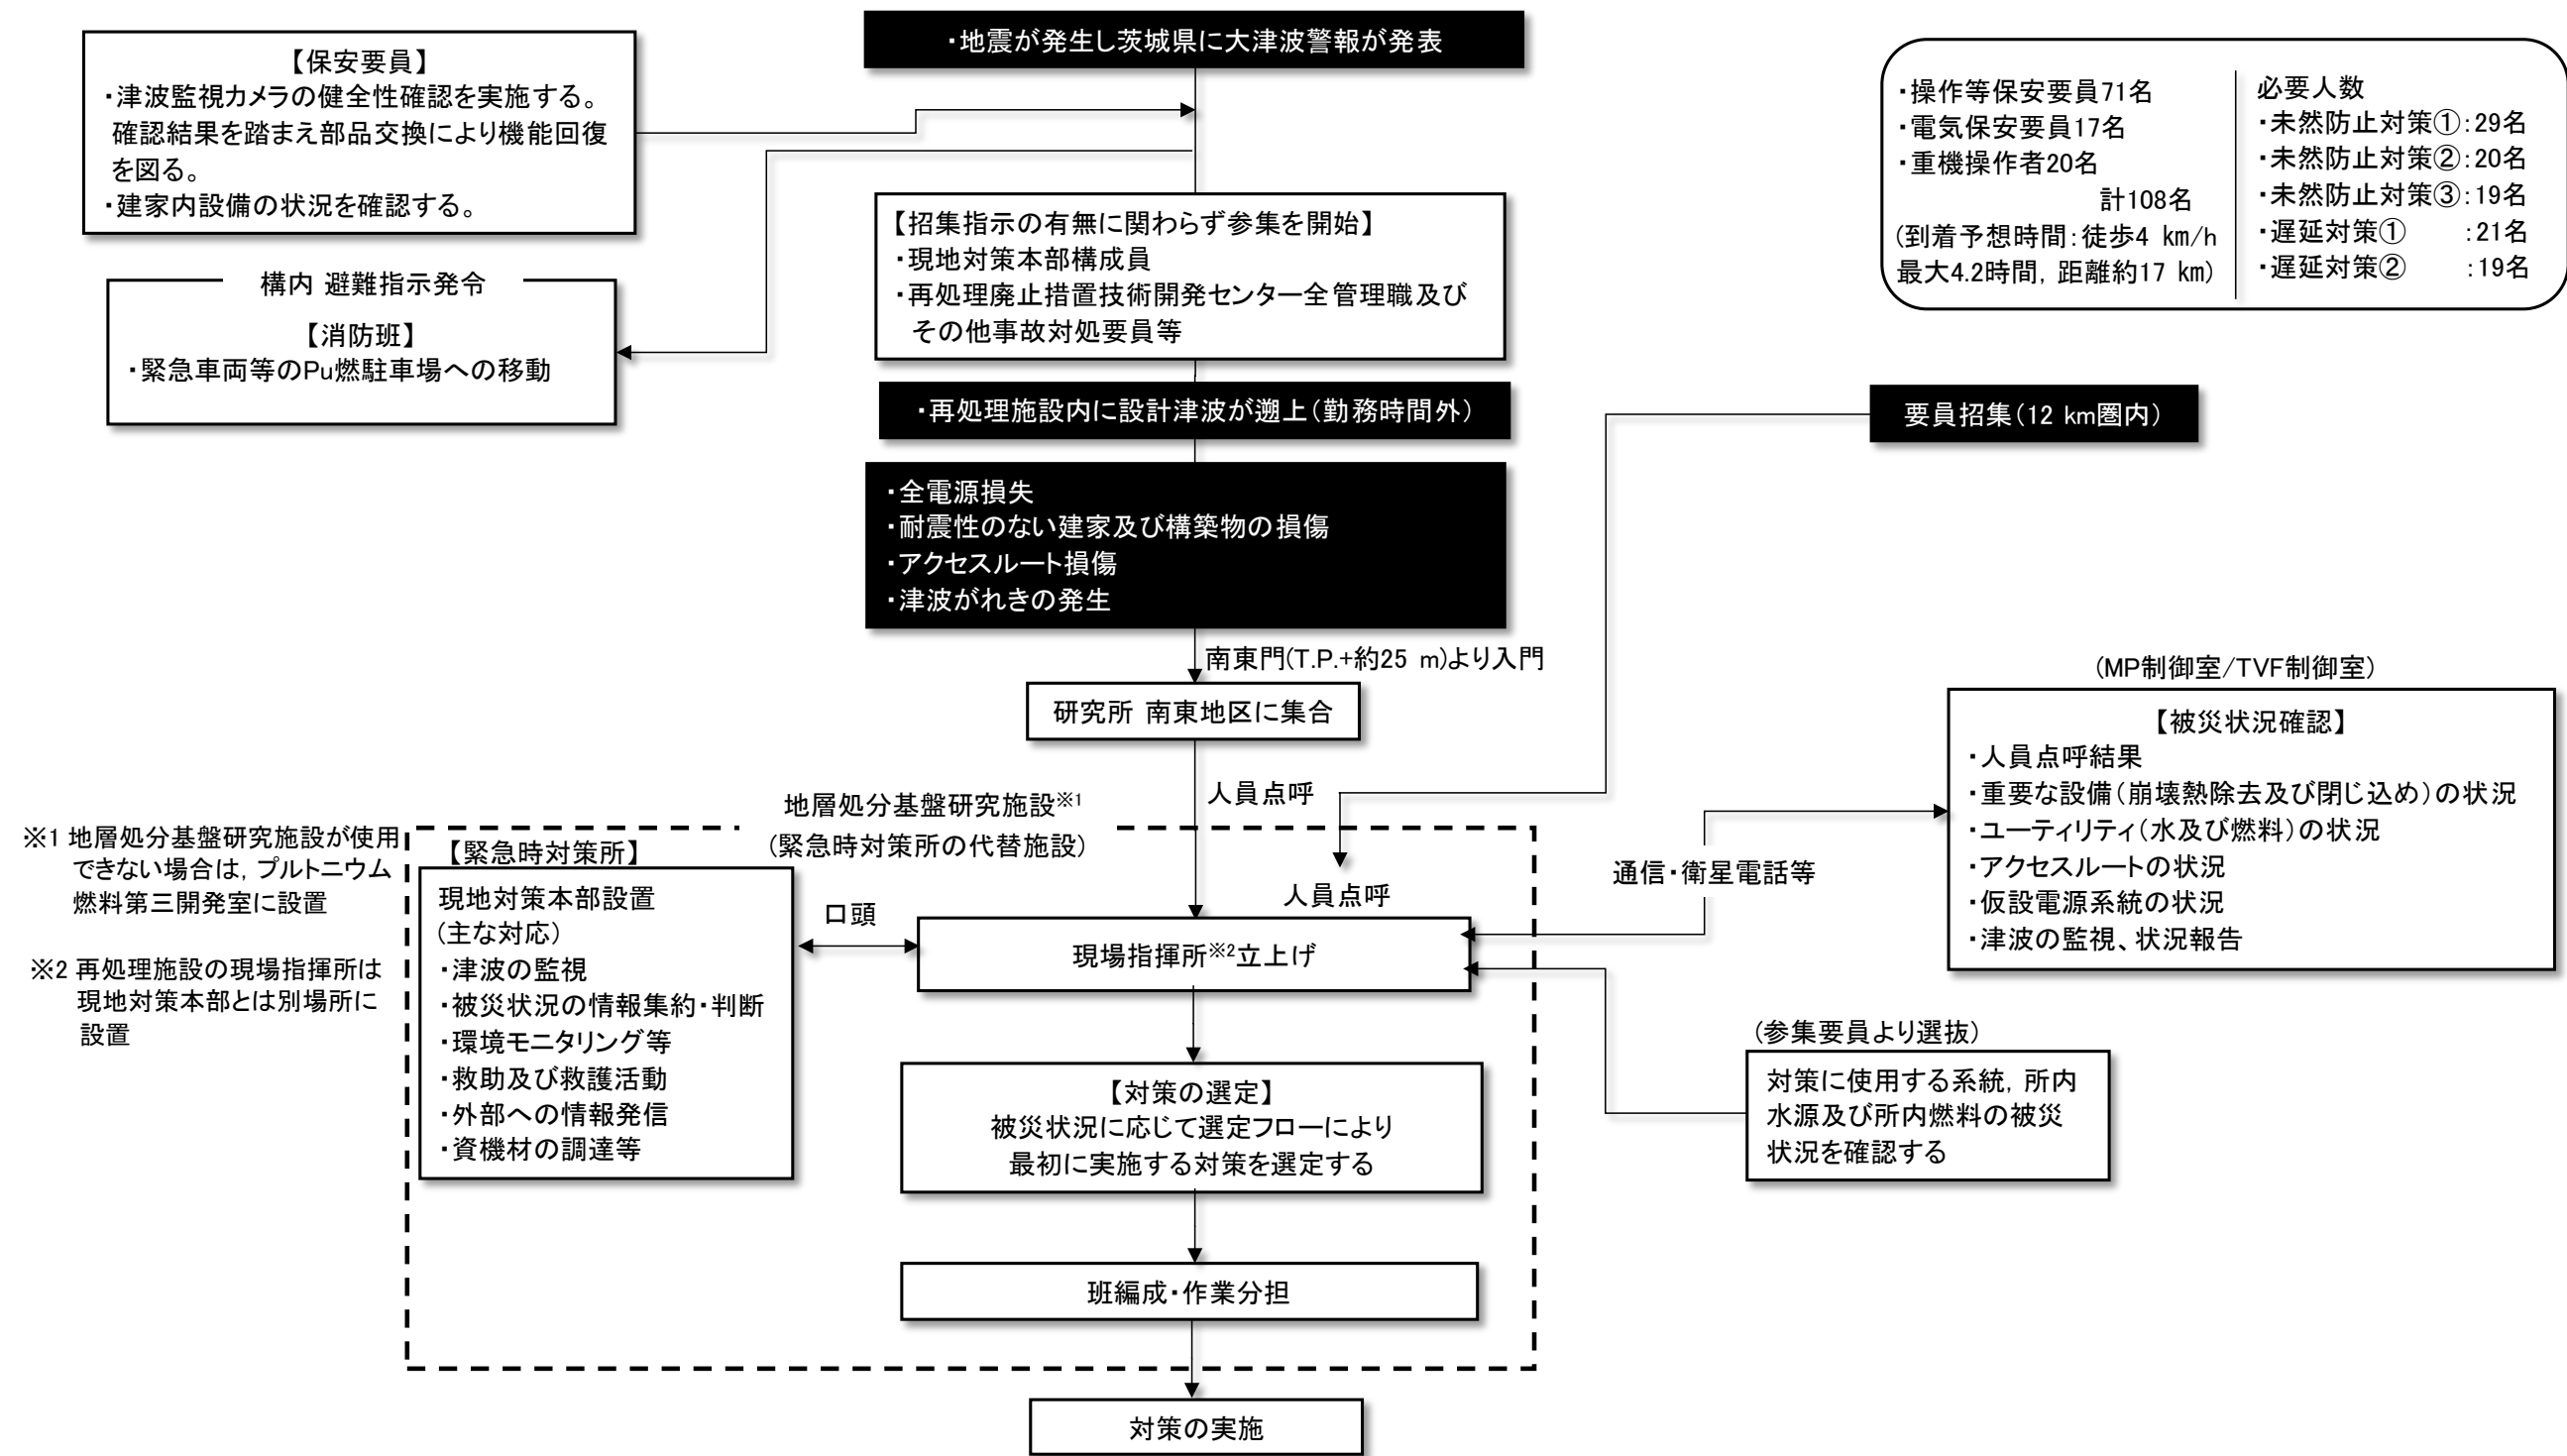 ・地震が発生し茨城県に大津波警報が発表
【保安要員】
・津波監視カメラの健全性確認を実施する。
確認結果を踏まえ部品交換により機能回復
を図る。
・建家内設備の状況を確認する。
構内 避難指示発令
【消防班】
・緊急車両等のPu燃駐車場への移動
・操作等保安要員71名
・電気保安要員17名
・重機操作者20名
計108名
(到着予想時間：徒歩4 km/h
最大4.2時間，距離約17 km)
必要人数
・未然防止対策①：29名
・未然防止対策②：20名
・未然防止対策③：19名
・遅延対策① ：21名
・遅延対策② ：19名
【招集指示の有無に関わらず参集を開始】
・現地対策本部構成員
・再処理廃止措置技術開発センター全管理職及び
その他事故対処要員等
・再処理施設内に設計津波が遡上（勤務時間外）
要員招集（12 km圏内）
・全電源損失
・耐震性のない建家及び構築物の損傷
・アクセスルート損傷
・津波がれきの発生
南東門(T.P.+約25 m)より入門
研究所 南東地区に集合
人員点呼
地層処分基盤研究施設※1
(緊急時対策所の代替施設)
人員点呼
※1 地層処分基盤研究施設が使用
できない場合は，プルトニウム
燃料第三開発室に設置
※2 再処理施設の現場指揮所は
現地対策本部とは別場所に
設置
【緊急時対策所】
現地対策本部設置
(主な対応)
・津波の監視
・被災状況の情報集約・判断
・環境モニタリング等
・救助及び救護活動
・外部への情報発信
・資機材の調達等
口頭
現場指揮所※2立上げ
通信・衛星電話等
(MP制御室/TVF制御室)
【被災状況確認】
・人員点呼結果
・重要な設備（崩壊熱除去及び閉じ込め）の状況
・ユーティリティ（水及び燃料）の状況
・アクセスルートの状況
・仮設電源系統の状況
・津波の監視、状況報告
(参集要員より選抜)
対策に使用する系統，所内
水源及び所内燃料の被災
状況を確認する
【対策の選定】
被災状況に応じて選定フローにより
最初に実施する対策を選定する
班編成・作業分担
対策の実施